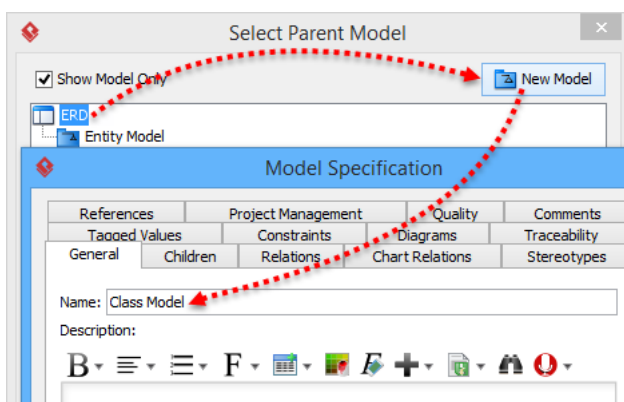 Select Parent Model
Show Model Only
New Model
ERD
Entity Model
Model Specification
References Project Management Quality Comments
Tagged Values Constraints Diagrams Traceability
General Children Relations Chart Relations Stereotypes
Name: Class Model
Description:
B F F